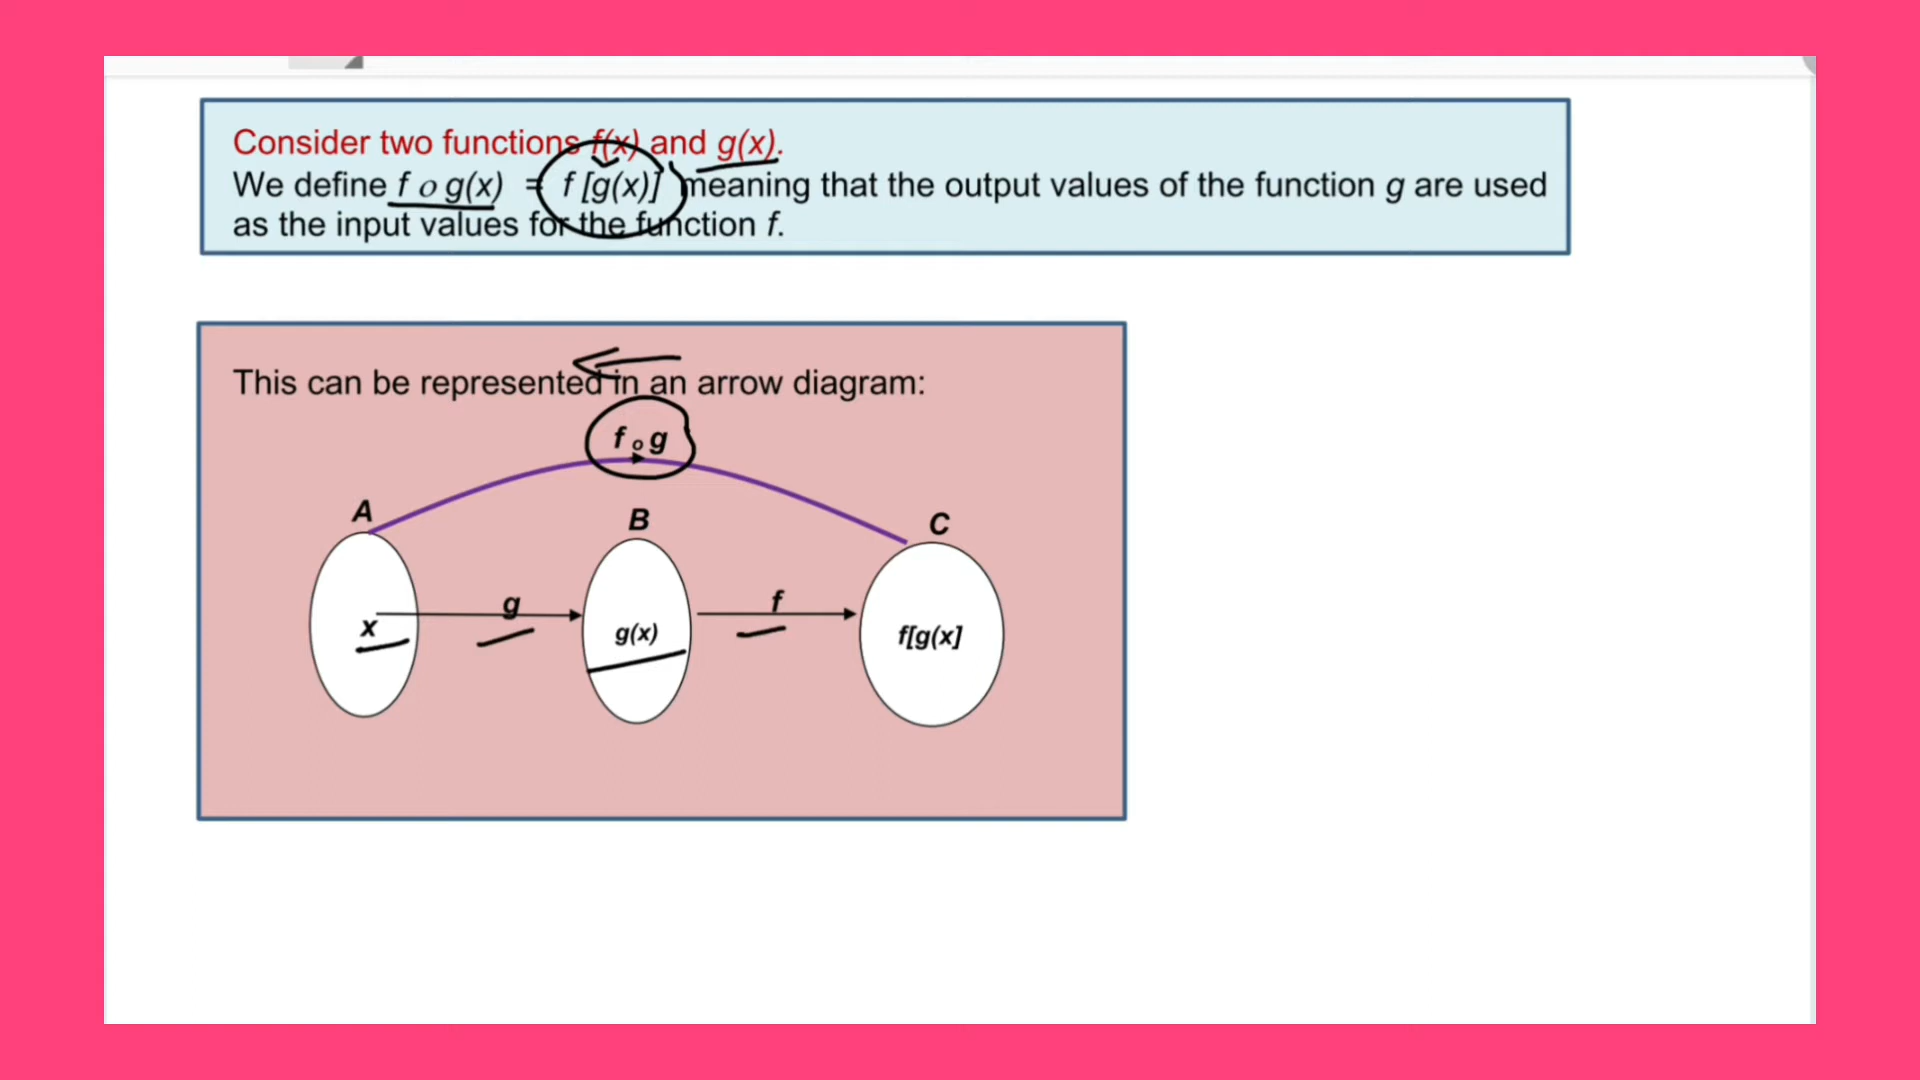 Consider two functions f(x) and g(x).
We define f o g(x) = f [g(x)] meaning that the output values of the function g are used
as the input values for the function f.
This can be represented in an arrow diagram:
f o g
A
B
C
g
f
x
g(x)
f[g(x]